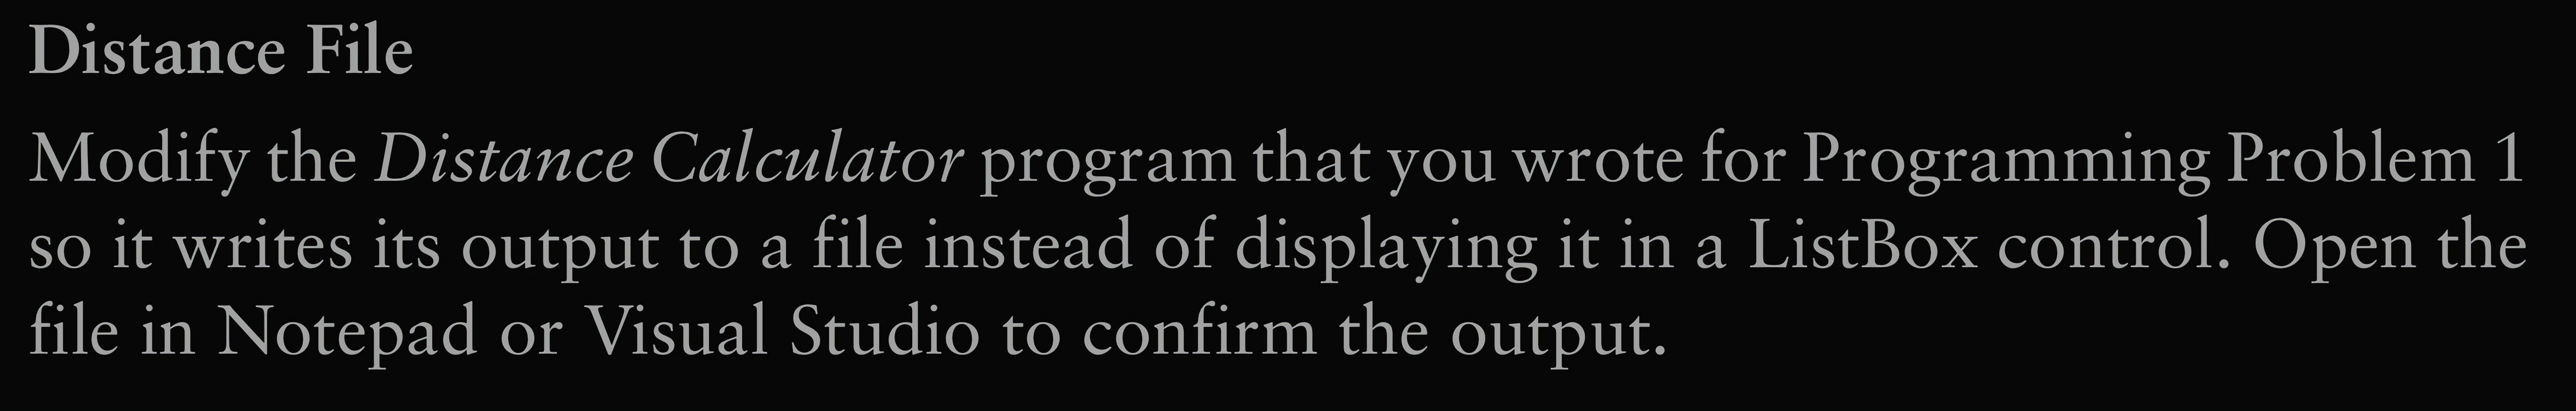 Distance File
Modify the Distance Calculator program that you wrote for Programming Problem 1
so it writes its output to a file instead of displaying it in a ListBox control. Open the
file in Notepad or Visual Studio to confirm the output.